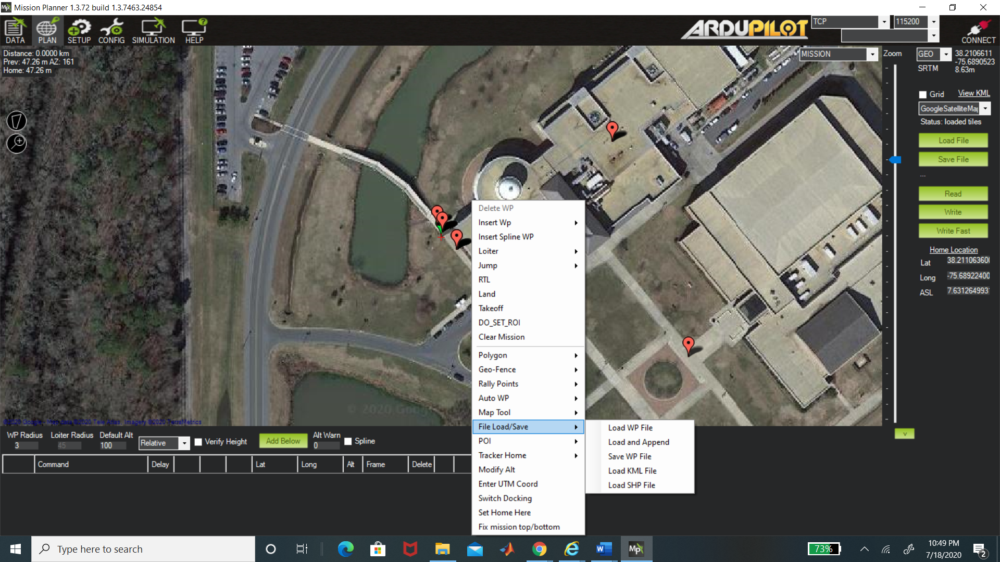 Mission Planner 1.3.72 build 1.3.7463.24854
DATA
PLAN
SETUP
CONFIG
SIMULATION
HELP
ARDUPILOT
TCP
115200
CONNECT
Distance: 0.0000 km
Prev: 47.26 m AZ: 161
Home: 47.26 m
MISSION
Zoom
GEO
38.2106611
-75.6890523
SRTM
8.63m
Grid
View KML
GoogleSatelliteMap
Status: loaded tiles
Load File
Save File
...
Read
Write
Write Fast
Home Location
Lat
38.211063600
Long
-75.68922400
ASL
7.6312649931
Delete WP
Insert Wp
Insert Spline WP
Loiter
Jump
RTL
Land
Takeoff
DO_SET_ROI
Clear Mission
Polygon
Geo-Fence
Rally Points
Auto WP
Map Tool
File Load/Save
POI
Tracker Home
Modify Alt
Enter UTM Coord
Switch Docking
Set Home Here
Fix mission top/bottom
Load WP File
Load and Append
Save WP File
Load KML File
Load SHP File
© 2020 Goog
©2020 Google - Map data ©2020 Tele Atlas, Imagery ©2020 TerraMetrics
WP Radius
3
Loiter Radius
45
Default Alt
100
Relative
Verify Height
Add Below
Alt Warn
0
Spline
v
Command
Delay
Lat
Long
Alt
Frame
Delete
Type here to search
73%
10:49 PM
7/18/2020
2